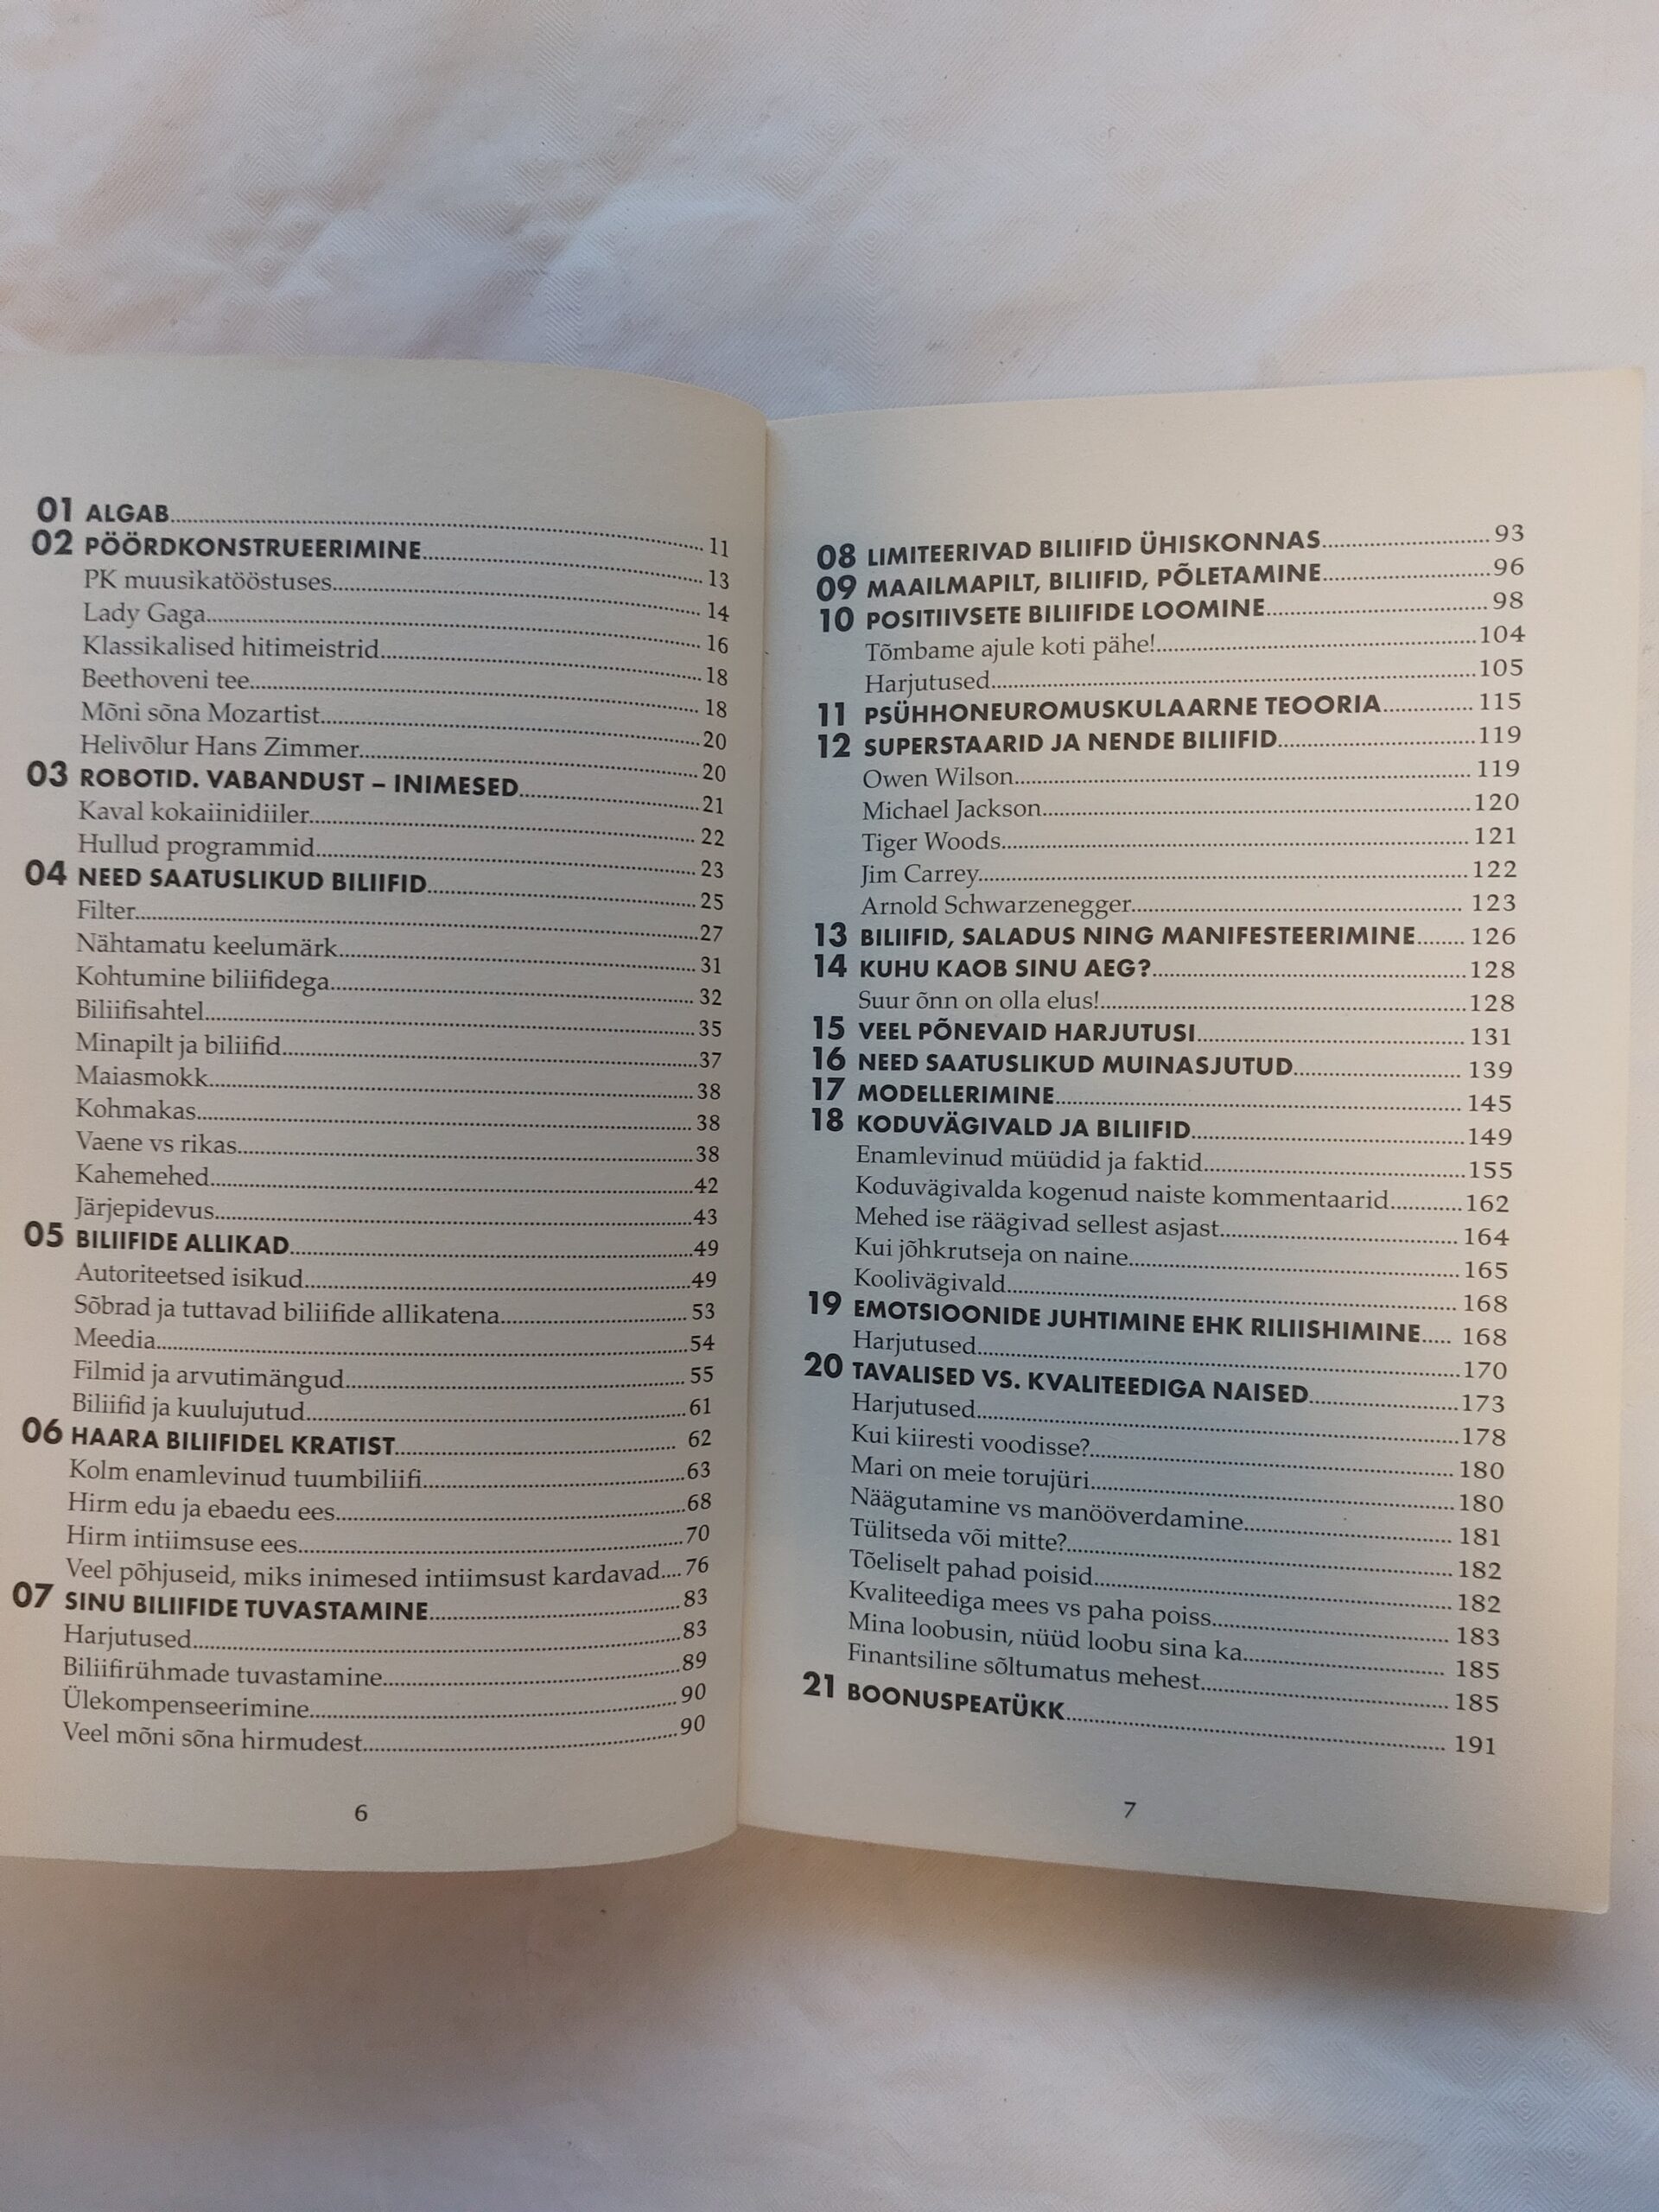 01 ALGAB 11
02 PÖÖRDKONSTRUEERIMINE 13
PK muusikatööstuses 14
Lady Gaga 16
Klassikalised hitimeistrid 18
Beethoveni tee 18
Mõni sõna Mozartist 20
Helivõlur Hans Zimmer 20
03 ROBOTID. VABANDUST – INIMESED 21
Kaval kokaiinidiiler 22
Hullud programmid 23
04 NEED SAATUSLIKUD BILIIFID 25
Filter 27
Nähtamatu keelumärk 31
Kohtumine biliifidega 32
Biliifisahtel 35
Minapilt ja biliifid 37
Maiasmokk 38
Kohmakas 38
Vaene vs rikas 38
Kahemehed 42
Järjepidevus 43
05 BILIIFIDE ALLIKAD 49
Autoriteetsed isikud 49
Sõbrad ja tuttavad biliifide allikatena 53
Meedia 54
Filmid ja arvutimängud 55
Biliifid ja kuulujutud 61
06 HAARA BILIIFIDEL KRATIST 62
Kolm enamlevinud tuumbiliifi 63
Hirm edu ja ebaedu ees 68
Hirm intiimsuse ees 70
Veel põhjuseid, miks inimesed intiimsust kardavad 76
07 SINU BILIIFIDE TUVASTAMINE 83
Harjutused 83
Biliifirühmade tuvastamine 89
Ülekompenseerimine 90
Veel mõni sõna hirmudest 90
6
08 LIMITEERIVAD BILIIFID ÜHISKONNAS 93
09 MAAILMAPILT, BILIIFID, PÕLETAMINE 96
10 POSITIIVSETE BILIIFIDE LOOMINE 98
Tõmbame ajule koti pähe! 104
Harjutused 105
11 PSÜHHONEUROMUSKULAARNE TEOORIA 115
12 SUPERSTAARID JA NENDE BILIIFID 119
Owen Wilson 119
Michael Jackson 120
Tiger Woods 121
Jim Carrey 122
Arnold Schwarzenegger 123
13 BILIIFID, SALADUS NING MANIFESTEERIMINE 126
14 KUHU KAOB SINU AEG? 128
Suur õnn on olla elus! 128
15 VEEL PÕNEVAID HARJUTUSI 131
16 NEED SAATUSLIKUD MUINASJUTUD 139
17 MODELLERIMINE 145
18 KODUVÄGIVALD JA BILIIFID 149
Enamlevinud müüdid ja faktid 155
Koduvägivalda kogenud naiste kommentaarid 162
Mehed ise räägivad sellest asjast 164
Kui jõhkrutseja on naine 165
Koolivägivald 168
19 EMOTSIOONIDE JUHTIMINE EHK RILIISHIMINE 168
Harjutused 170
20 TAVALISED VS. KVALITEEDIGA NAISED 173
Harjutused 178
Kui kiiresti voodisse? 180
Mari on meie torujüri 180
Näägutamine vs manööverdamine 181
Tülitseda või mitte? 182
Tõeliselt pahad poisid 182
Kvaliteediga mees vs paha poiss 183
Mina loobusin, nüüd loobu sina ka 185
Finantsiline sõltumatus mehest 185
21 BOONUSPEATÜKK 191
7